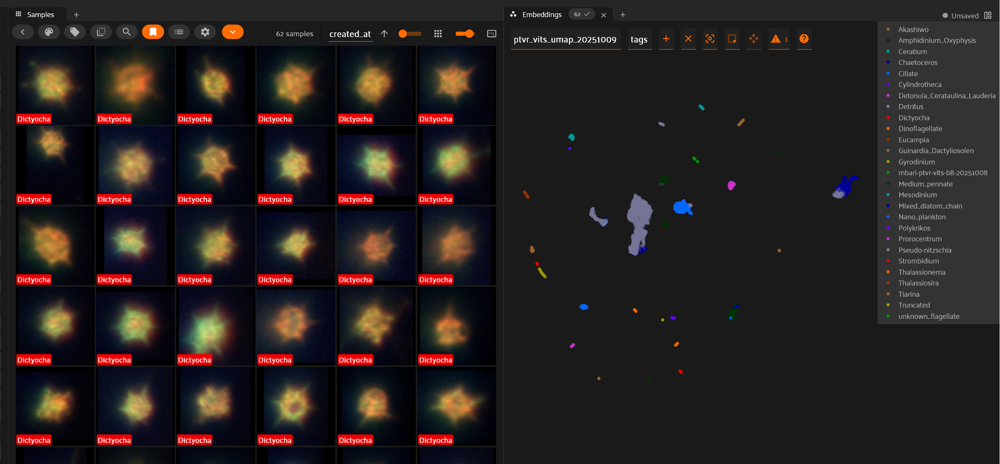 Samples
62 samples
created_at
Dictyocha Dictyocha Dictyocha Dictyocha Dictyocha Dictyocha
Dictyocha Dictyocha Dictyocha Dictyocha Dictyocha Dictyocha
Dictyocha Dictyocha Dictyocha Dictyocha Dictyocha Dictyocha
Dictyocha Dictyocha Dictyocha Dictyocha Dictyocha Dictyocha
Dictyocha Dictyocha Dictyocha Dictyocha Dictyocha Dictyocha
Embeddings 62
Unsaved
ptvr_vits_umap_20251009 tags 1
Akashiwo
Amphidinium_Oxyphysis
Ceratium
Chaetoceros
Ciliate
Cylindrotheca
Detonula_Cerataulina_Lauderia
Detritus
Dictyocha
Dinoflagellate
Eucampia
Guinardia_Dactyliosolen
Gyrodinium
mbari-ptvr-vits-b8-20251008
Medium_pennate
Mesodinium
Mixed_diatom_chain
Nano_plankton
Polykrikos
Prorocentrum
Pseudo-nitzschia
Strombidium
Thalassionema
Thalassiosira
Tiarina
Truncated
unknown_flagellate